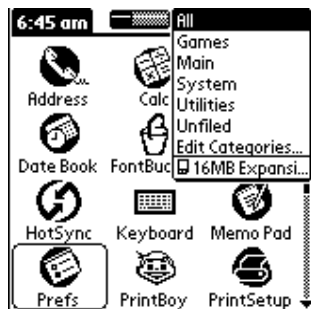 6:45 am
All
Games
Main
System
Utilities
Unfiled
Edit Categories...
16MB Expansi...
Address
Calc
Date Book
FontBuc
HotSync
Keyboard
Memo Pad
Prefs
PrintBoy
PrintSetup